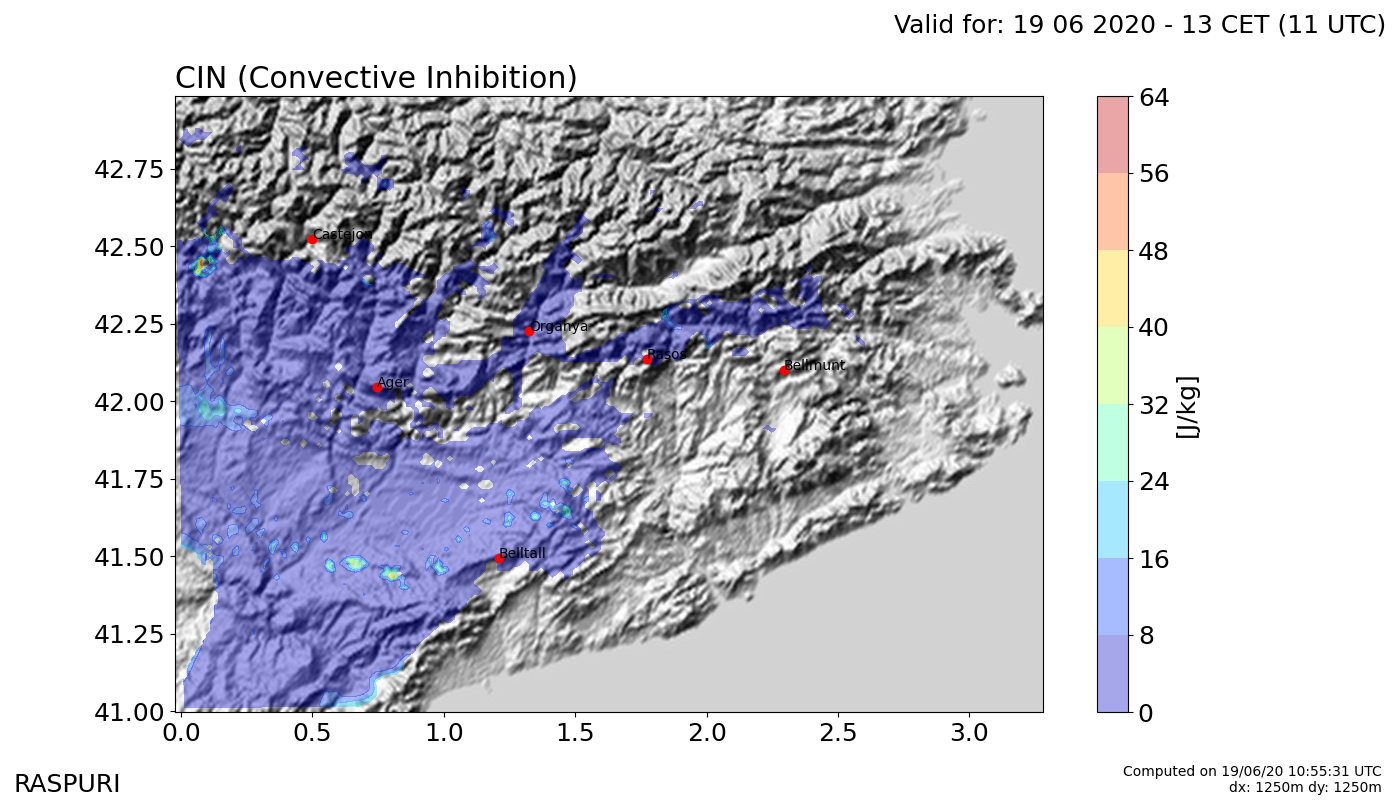 Valid for: 19 06 2020 - 13 CET (11 UTC)
CIN (Convective Inhibition)
64
56
48
40
32
24
16
8
0
[J/kg]
42.75
42.50
42.25
42.00
41.75
41.50
41.25
41.00
Castejon
Organya
Rasos
Bellmunt
Ager
Belltall
0.0 0.5 1.0 1.5 2.0 2.5 3.0
RASPURI
Computed on 19/06/20 10:55:31 UTC
dx: 1250m dy: 1250m